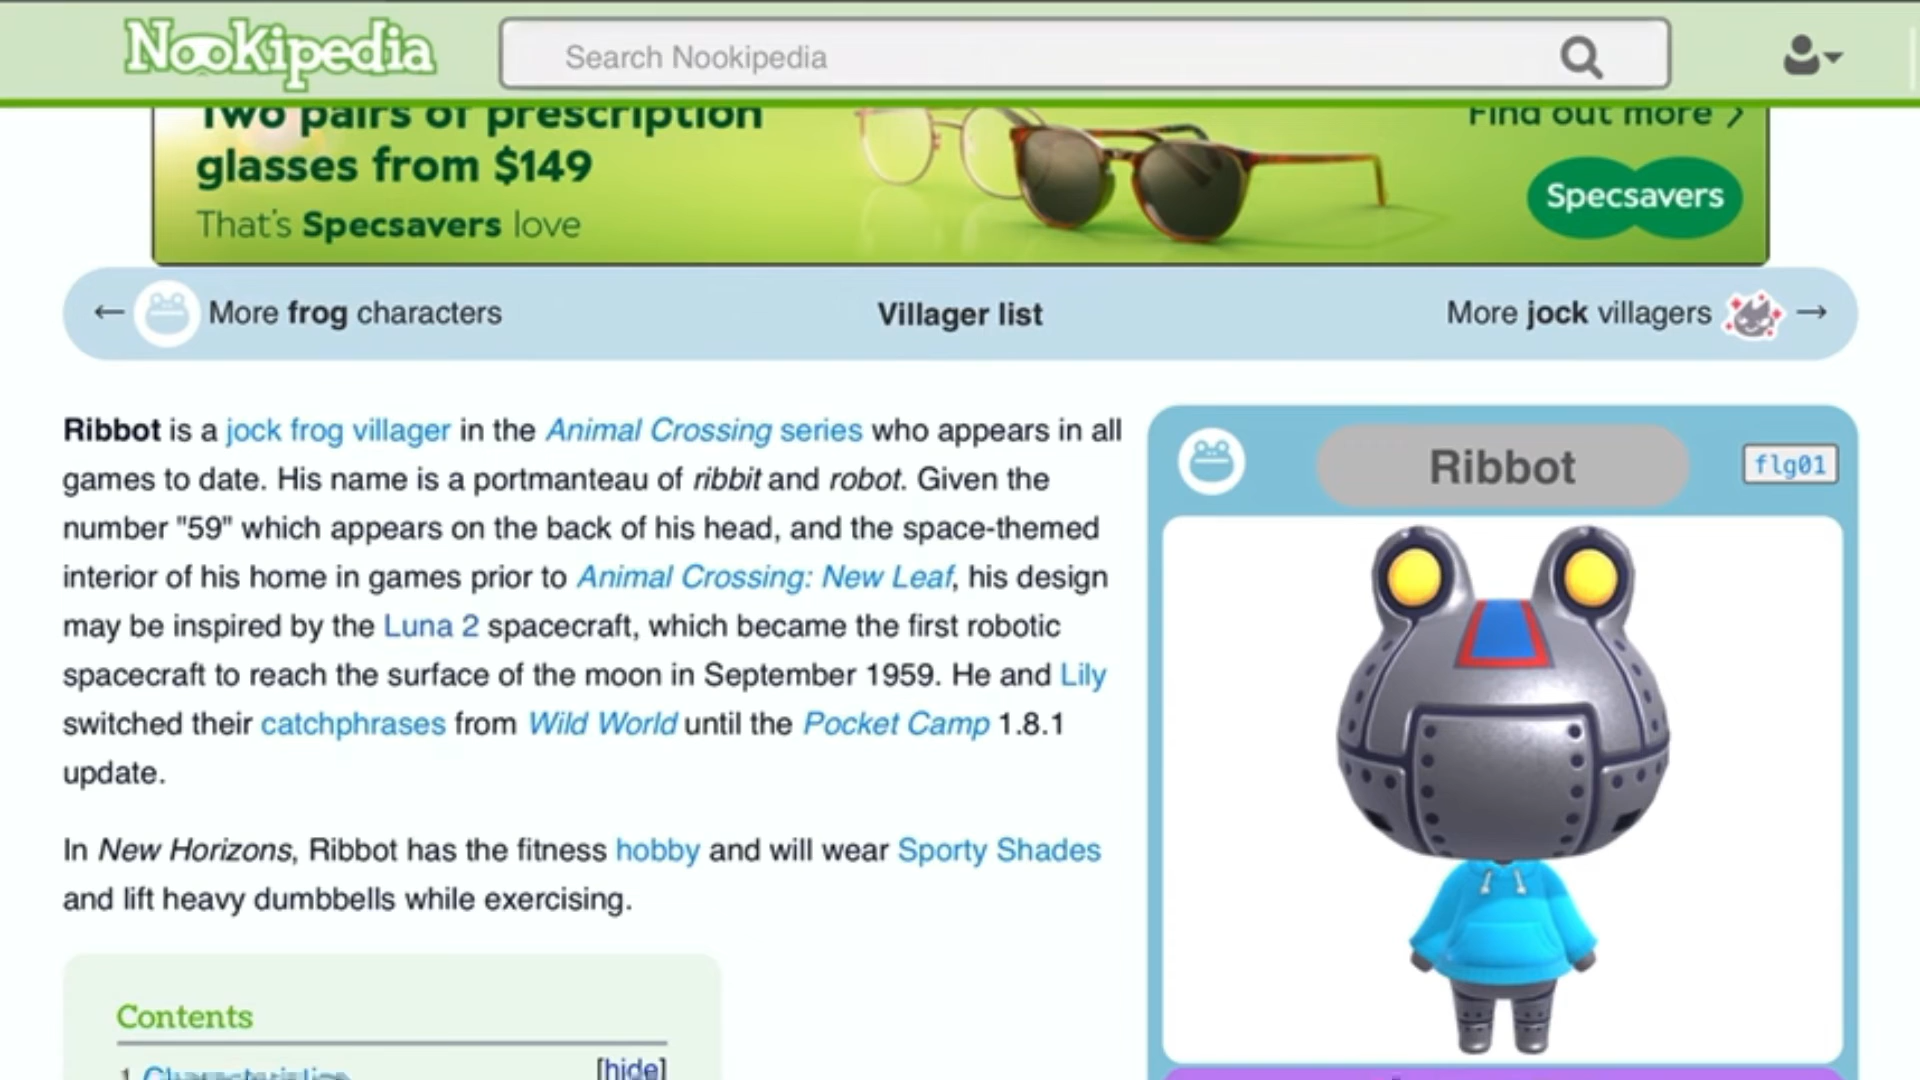 Nookipedia
Search Nookipedia
Two pairs of prescription
glasses from $149
That's Specsavers love
Find out more >
Specsavers
← More frog characters
Villager list
More jock villagers →
Ribbot is a jock frog villager in the Animal Crossing series who appears in all
games to date. His name is a portmanteau of ribbit and robot. Given the
number "59" which appears on the back of his head, and the space-themed
interior of his home in games prior to Animal Crossing: New Leaf, his design
may be inspired by the Luna 2 spacecraft, which became the first robotic
spacecraft to reach the surface of the moon in September 1959. He and Lily
switched their catchphrases from Wild World until the Pocket Camp 1.8.1
update.
In New Horizons, Ribbot has the fitness hobby and will wear Sporty Shades
and lift heavy dumbbells while exercising.
Ribbot
flg01
Contents
[hide]